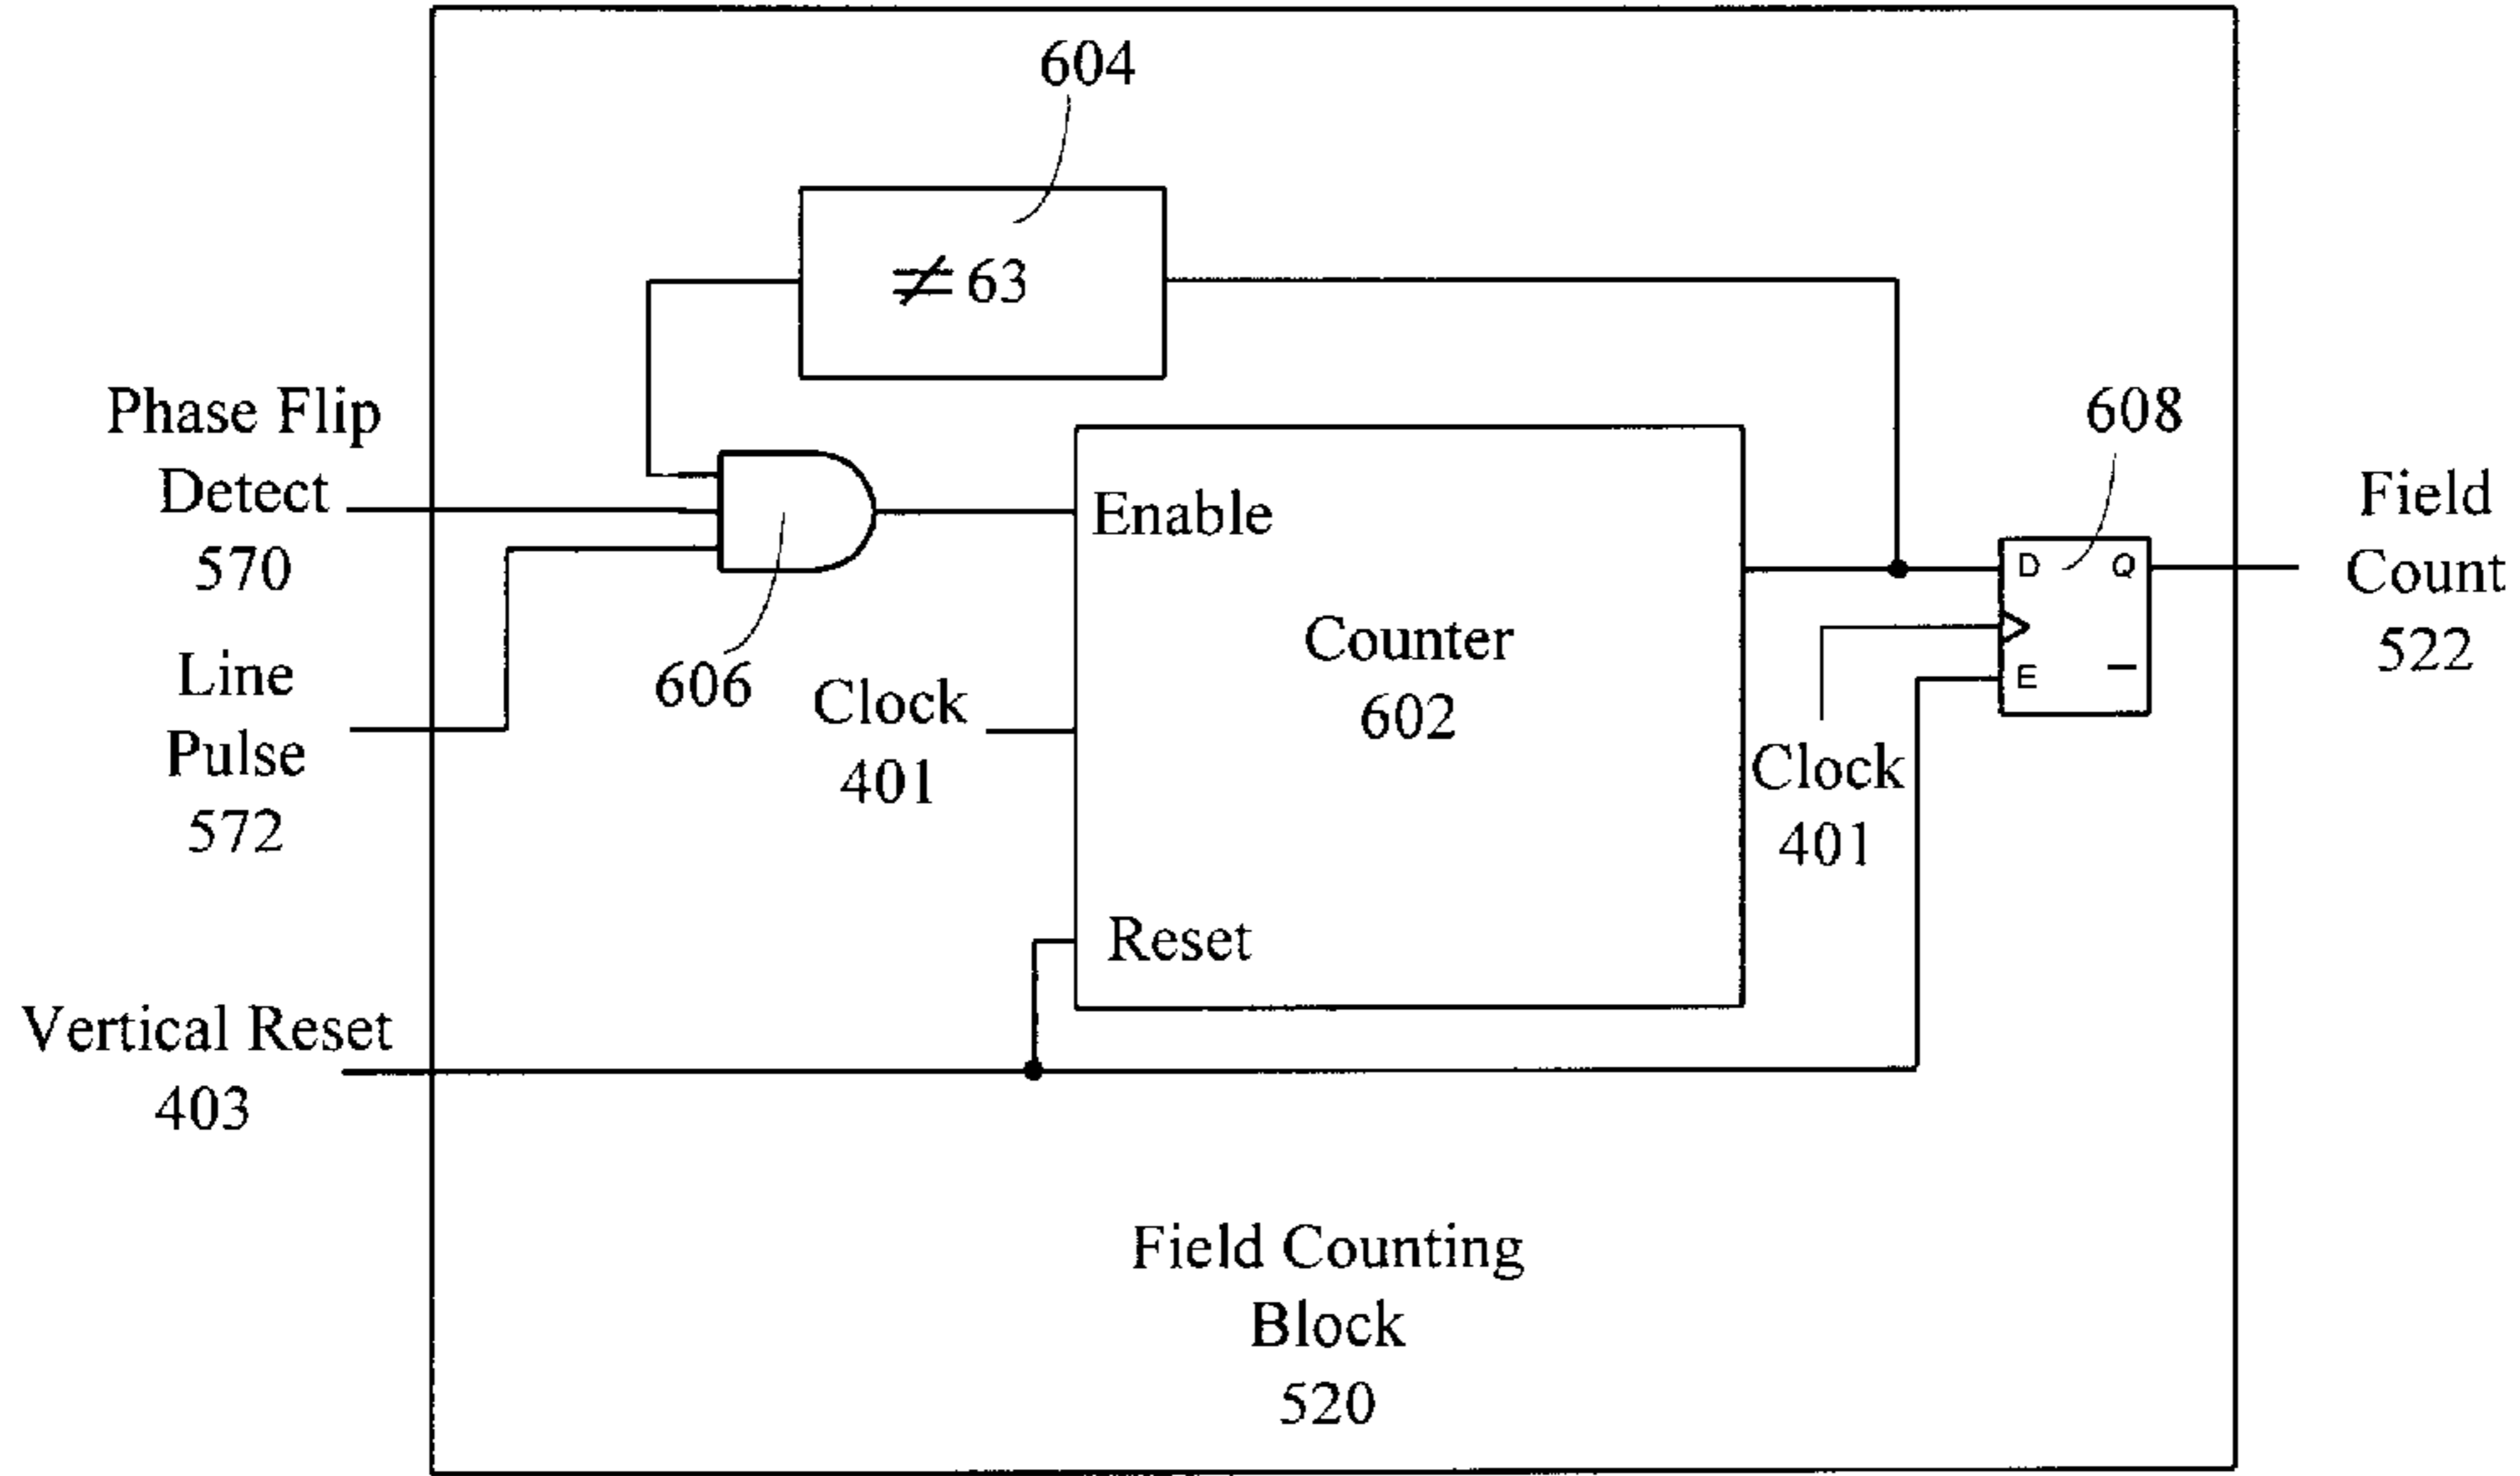 604
≠ 63
Phase Flip
Detect
570
Line
Pulse
572
Vertical Reset
403
606
Enable
Clock
401
Counter
602
Reset
608
D Q
E
Clock
401
Field
Count
522
Field Counting
Block
520